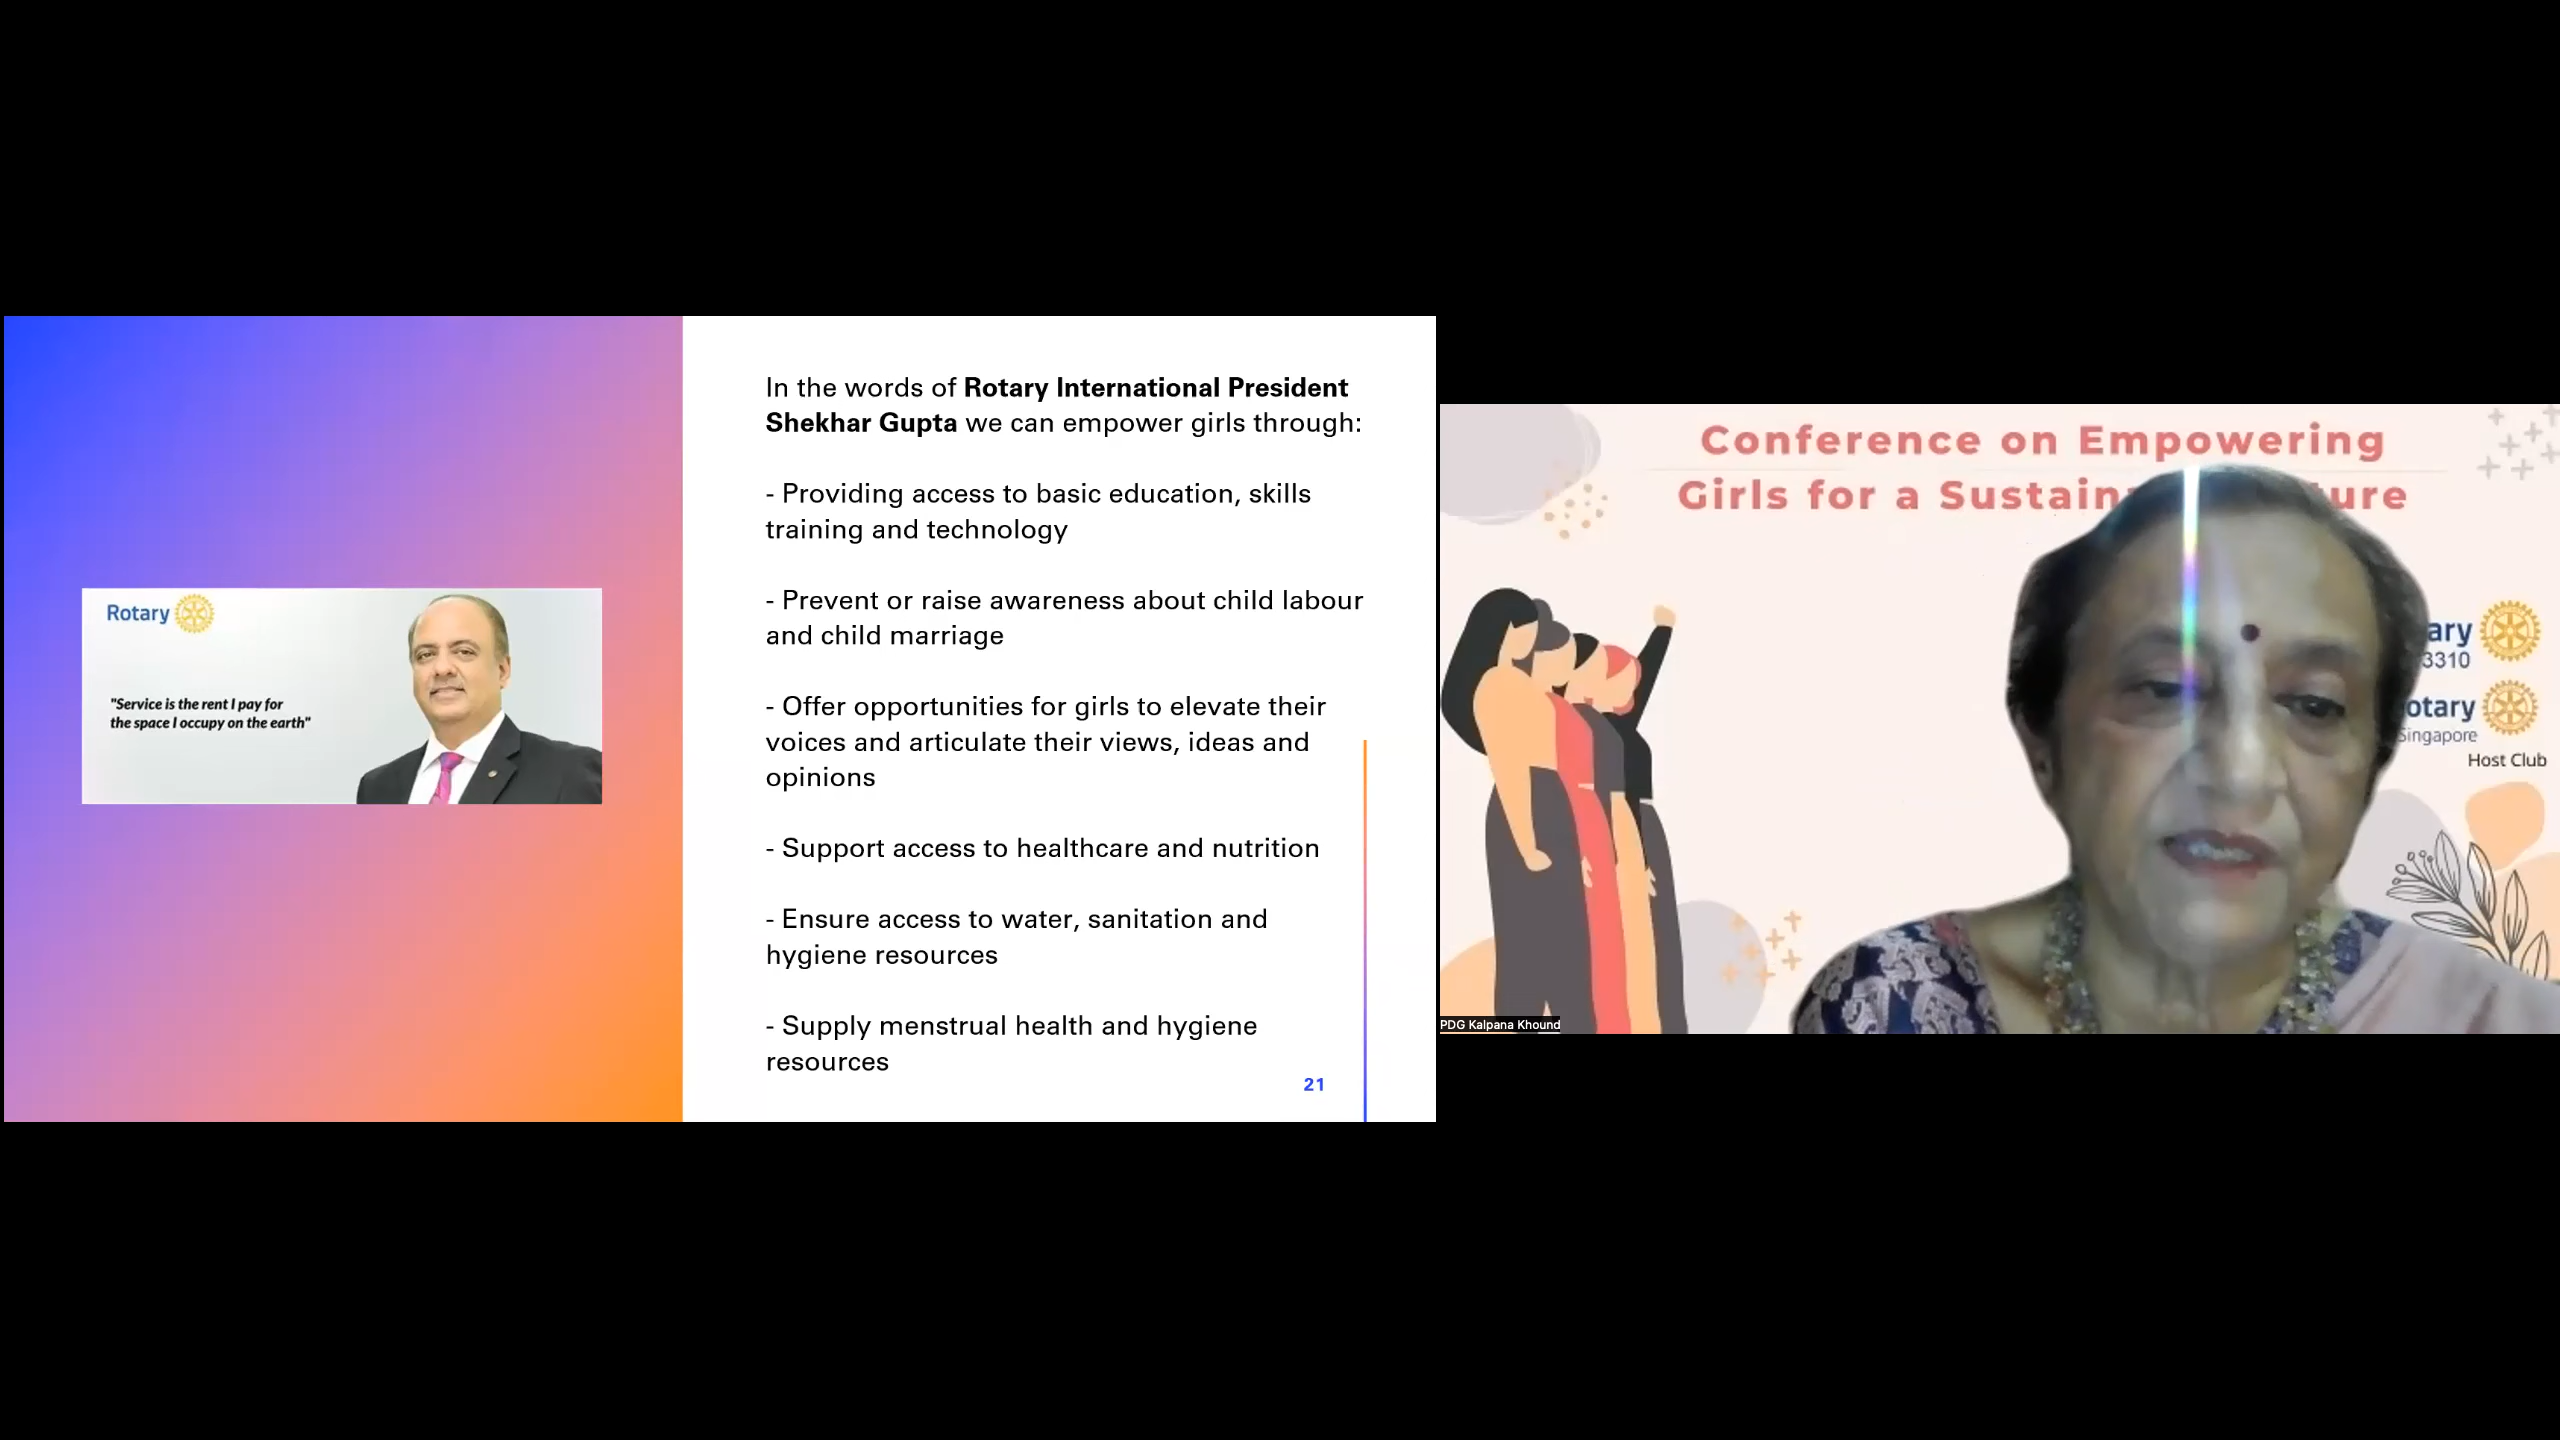 Rotary
"Service is the rent I pay for
the space I occupy on the earth"
In the words of Rotary International President
Shekhar Gupta we can empower girls through:
- Providing access to basic education, skills
training and technology
- Prevent or raise awareness about child labour
and child marriage
- Offer opportunities for girls to elevate their
voices and articulate their views, ideas and
opinions
- Support access to healthcare and nutrition
- Ensure access to water, sanitation and
hygiene resources
- Supply menstrual health and hygiene
resources
21
Conference on Empowering
Girls for a
3310
Singapore
Host Club
PDG Kalpana Khound